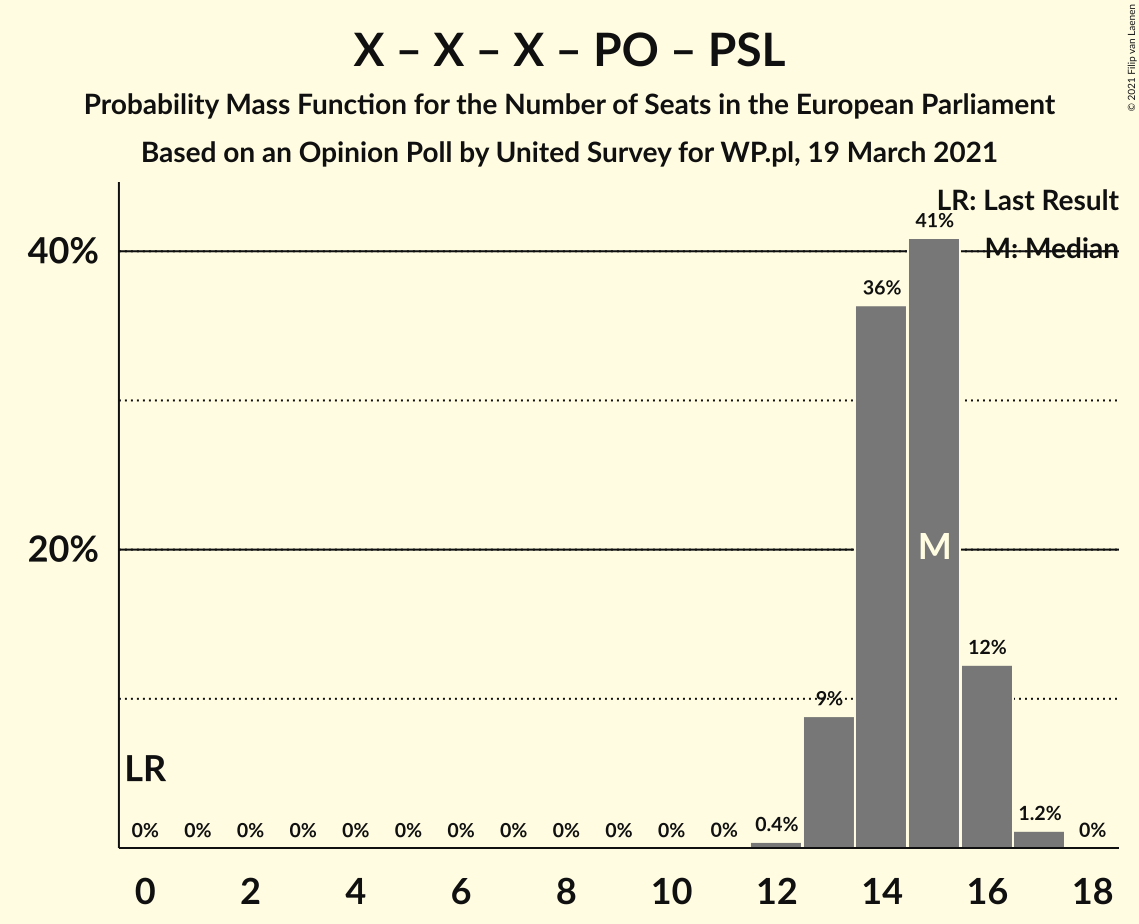 X – X – X – PO – PSL
Probability Mass Function for the Number of Seats in the European Parliament
Based on an Opinion Poll by United Survey for WP.pl, 19 March 2021
© 2021 Filip van Laenen
LR: Last Result
M: Median
40%
20%
41%
36%
M
12%
9%
LR
0% 0% 0% 0% 0% 0% 0% 0% 0% 0% 0% 0% 0.4% 1.2% 0%
0 2 4 6 8 10 12 14 16 18